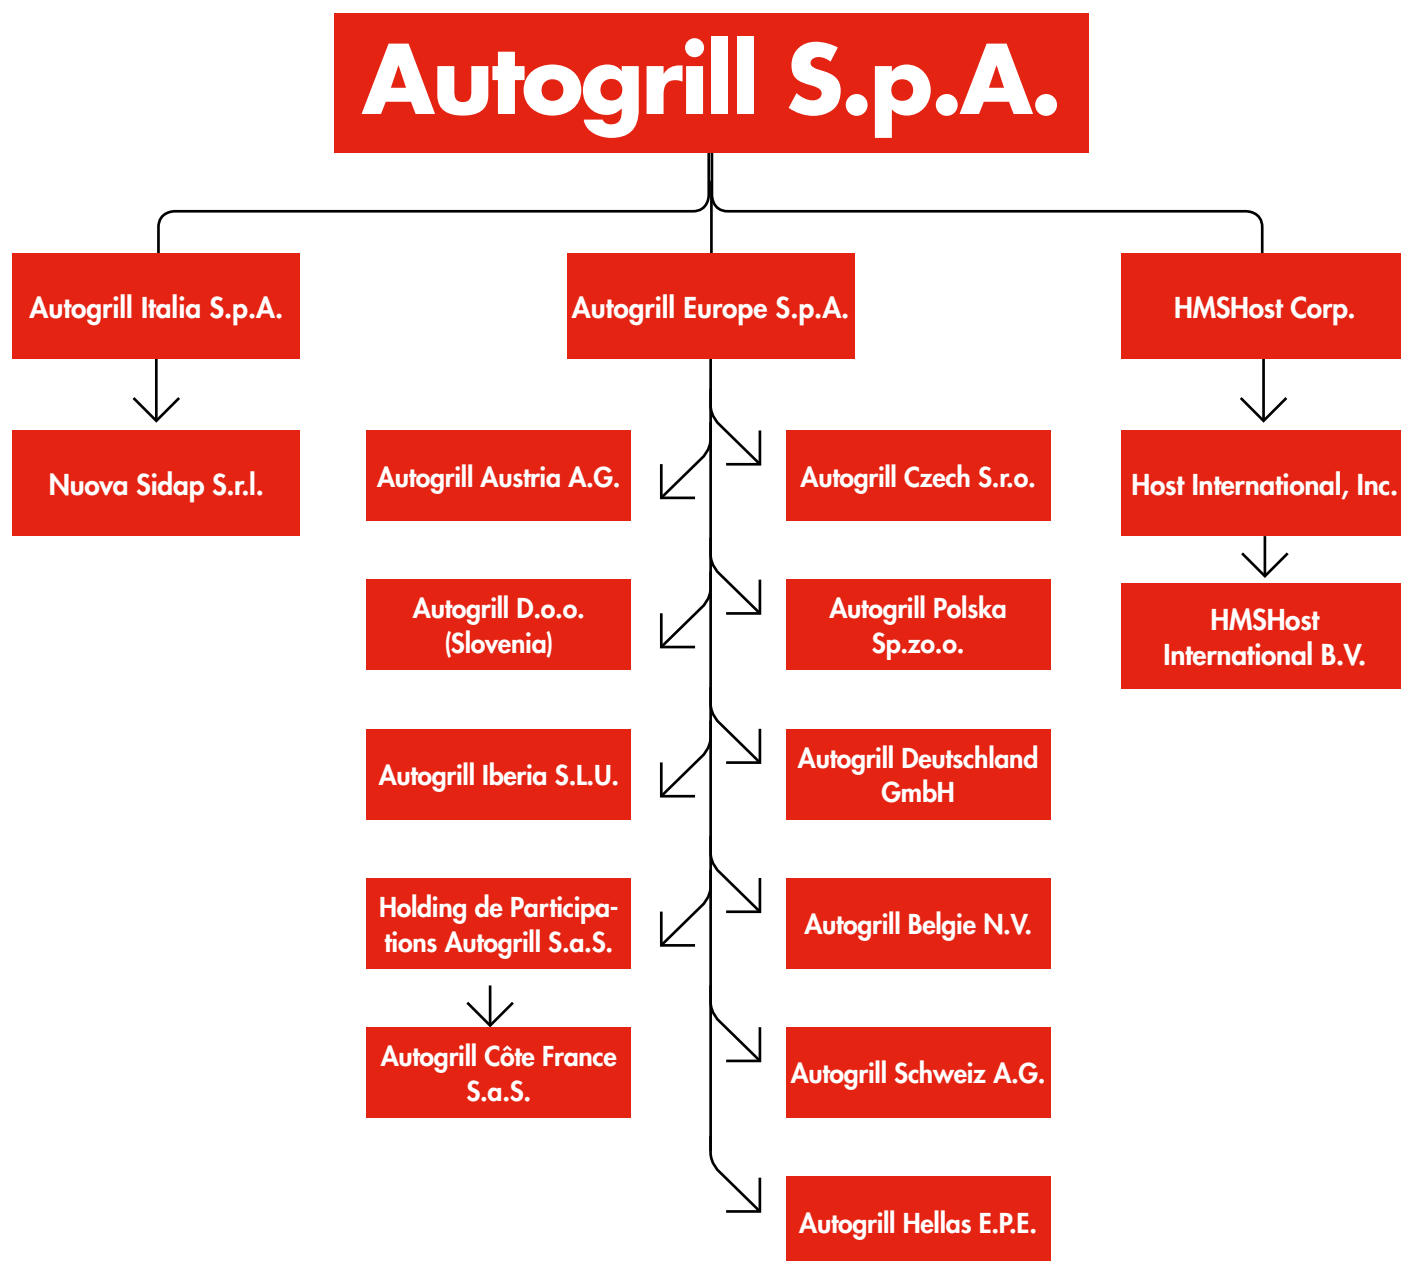 Autogrill S.p.A.
Autogrill Italia S.p.A.
Autogrill Europe S.p.A.
HMSHost Corp.
Nuova Sidap S.r.l.
Autogrill Austria A.G.
Autogrill Czech S.r.o.
Host International, Inc.
Autogrill D.o.o.
(Slovenia)
Autogrill Polska
Sp.zo.o.
HMSHost
International B.V.
Autogrill Iberia S.L.U.
Autogrill Deutschland
GmbH
Holding de Participa-
tions Autogrill S.a.S.
Autogrill Belgie N.V.
Autogrill Côte France
S.a.S.
Autogrill Schweiz A.G.
Autogrill Hellas E.P.E.